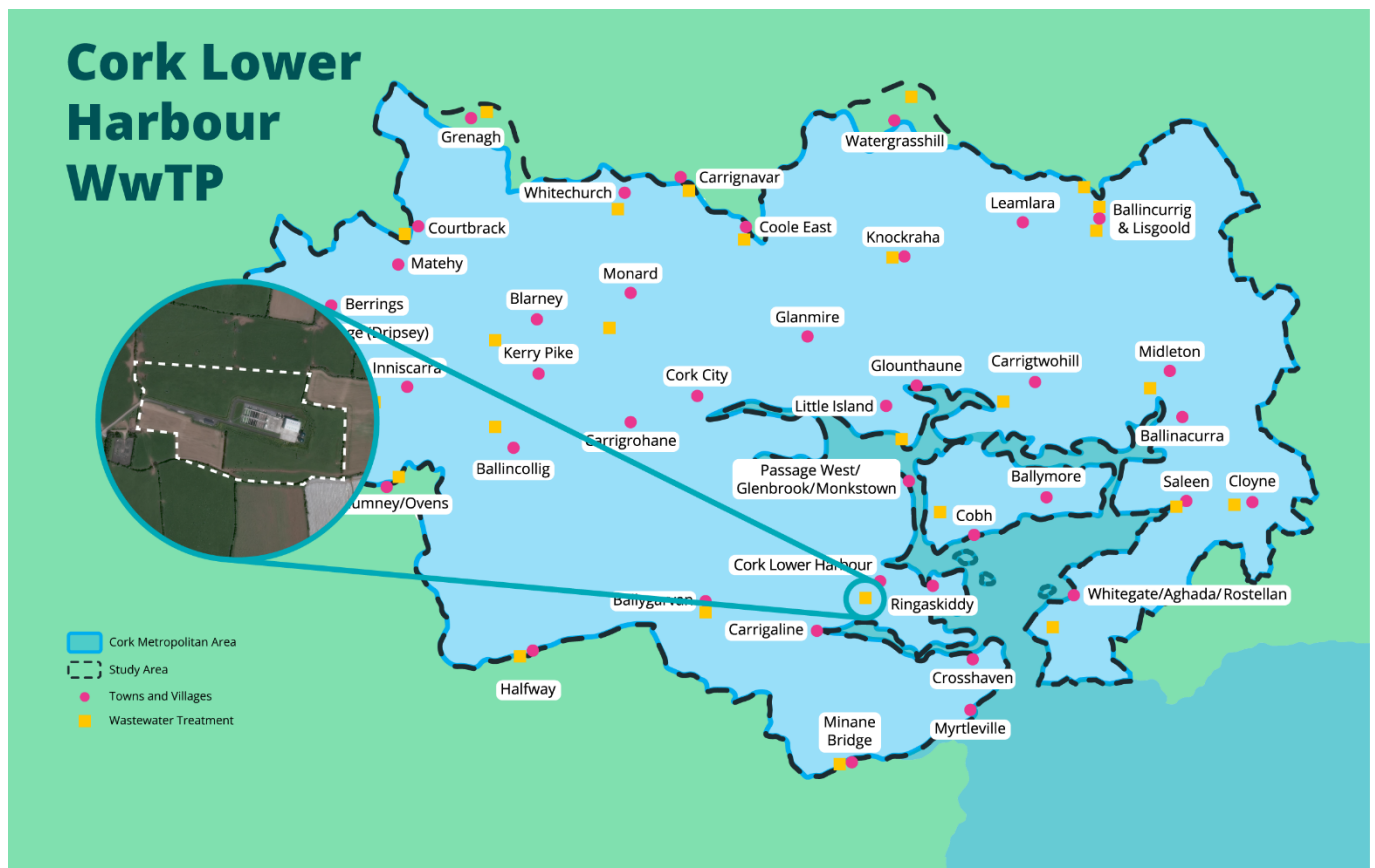 Cork Lower
Harbour
WwTP
Grenagh
Watergrasshill
Whitechurch
Carrignavar
Leamlara
Ballincurrig
& Lisgoold
Courtbrack
Coole East
Knockraha
Matehy
Monard
Berrings
Blarney
Glanmire
(Dripsey)
Kerry Pike
Inniscarra
Cork City
Glounthaune
Carrigtwohill
Midleton
Little Island
Carrigrohane
Ballinacurra
Ballincollig
Passage West/
Glenbrook/Monkstown
Ballymore
Saleen
Cloyne
/Ovens
Cobh
Cork Lower Harbour
Ballygarvan
Ringaskiddy
Whitegate/Aghada/Rostellan
Carrigaline
Crosshaven
Halfway
Minane
Bridge
Myrtleville
Cork Metropolitan Area
Study Area
Towns and Villages
Wastewater Treatment